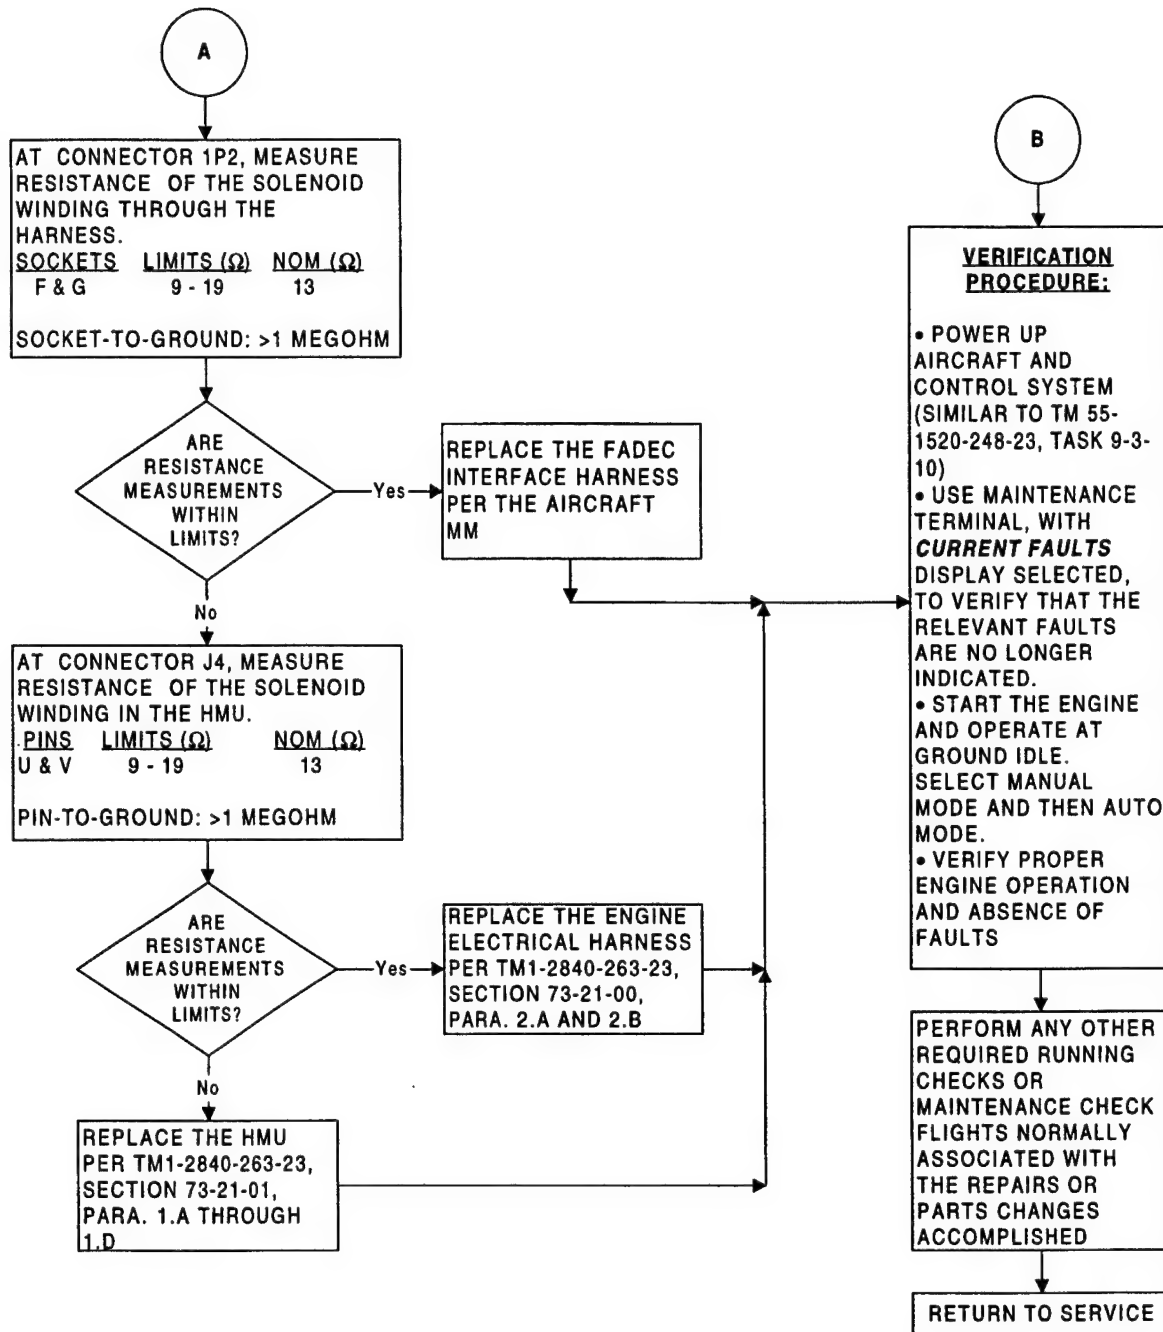 A
AT CONNECTOR 1P2, MEASURE
RESISTANCE OF THE SOLENOID
WINDING THROUGH THE
HARNESS.
SOCKETS LIMITS (Ω) NOM (Ω)
F & G 9 - 19 13
SOCKET-TO-GROUND: >1 MEGOHM
ARE
RESISTANCE
MEASUREMENTS
WITHIN
LIMITS?
Yes
REPLACE THE FADEC
INTERFACE HARNESS
PER THE AIRCRAFT
MM
No
AT CONNECTOR J4, MEASURE
RESISTANCE OF THE SOLENOID
WINDING IN THE HMU.
PINS LIMITS (Ω) NOM (Ω)
U & V 9 - 19 13
PIN-TO-GROUND: >1 MEGOHM
ARE
RESISTANCE
MEASUREMENTS
WITHIN
LIMITS?
Yes
REPLACE THE ENGINE
ELECTRICAL HARNESS
PER TM1-2840-263-23,
SECTION 73-21-00,
PARA. 2.A AND 2.B
No
REPLACE THE HMU
PER TM1-2840-263-23,
SECTION 73-21-01,
PARA. 1.A THROUGH
1.D
B
VERIFICATION
PROCEDURE:
• POWER UP
AIRCRAFT AND
CONTROL SYSTEM
(SIMILAR TO TM 55-
1520-248-23, TASK 9-3-
10)
• USE MAINTENANCE
TERMINAL, WITH
CURRENT FAULTS
DISPLAY SELECTED,
TO VERIFY THAT THE
RELEVANT FAULTS
ARE NO LONGER
INDICATED.
• START THE ENGINE
AND OPERATE AT
GROUND IDLE.
SELECT MANUAL
MODE AND THEN AUTO
MODE.
• VERIFY PROPER
ENGINE OPERATION
AND ABSENCE OF
FAULTS
PERFORM ANY OTHER
REQUIRED RUNNING
CHECKS OR
MAINTENANCE CHECK
FLIGHTS NORMALLY
ASSOCIATED WITH
THE REPAIRS OR
PARTS CHANGES
ACCOMPLISHED
RETURN TO SERVICE